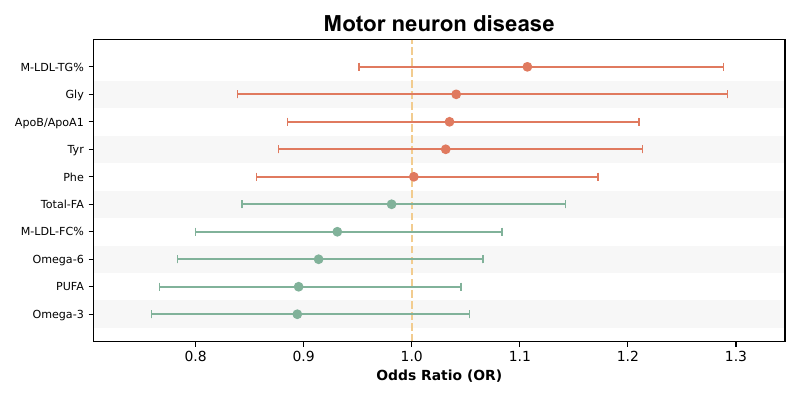 Motor neuron disease
M-LDL-TG%
Gly
ApoB/ApoA1
Tyr
Phe
Total-FA
M-LDL-FC%
Omega-6
PUFA
Omega-3
0.8 0.9 1.0 1.1 1.2 1.3
Odds Ratio (OR)